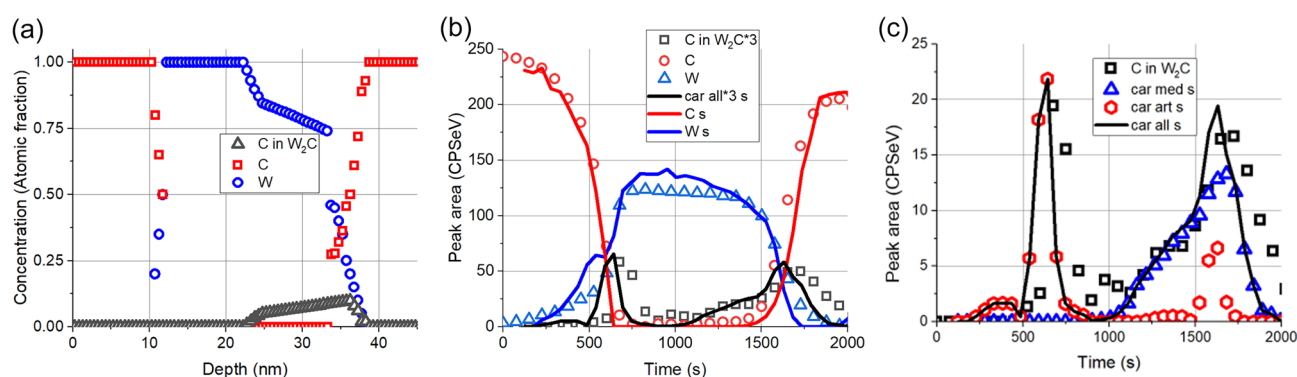 (a)
1.00
0.75
0.50
0.25
0.00
Concentration (Atomic fraction)
C in W₂C
C
W
0
10
20
30
40
Depth (nm)
(b)
250
200
150
100
50
0
Peak area (CPSeV)
C in W₂C*3
C
W
car all*3 s
C s
W s
0
500
1000
1500
2000
Time (s)
(c)
25
20
15
10
5
0
Peak area (CPSeV)
C in W₂C
car med s
car art s
car all s
0
500
1000
1500
2000
Time (s)